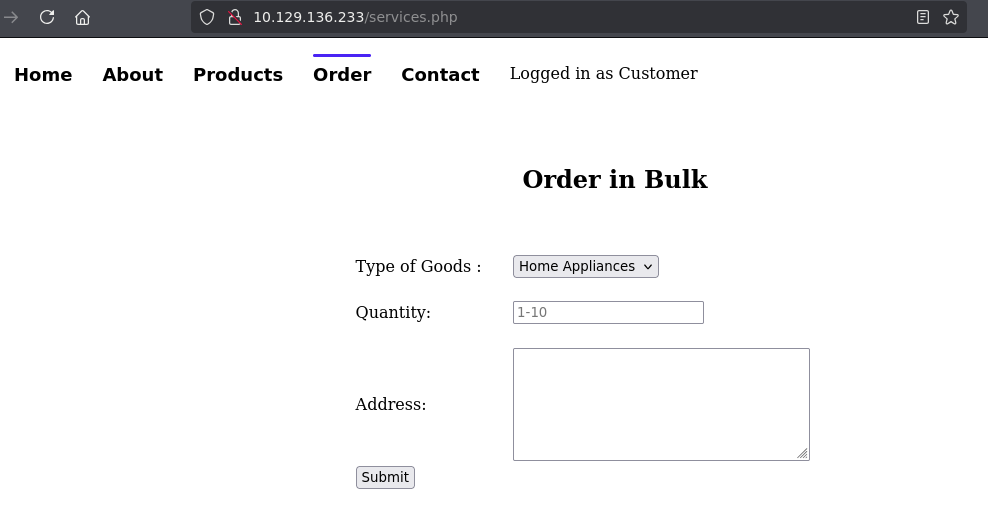 10.129.136.233/services.php
Home About Products Order Contact Logged in as Customer
Order in Bulk
Type of Goods : Home Appliances
Quantity: 1-10
Address:
Submit